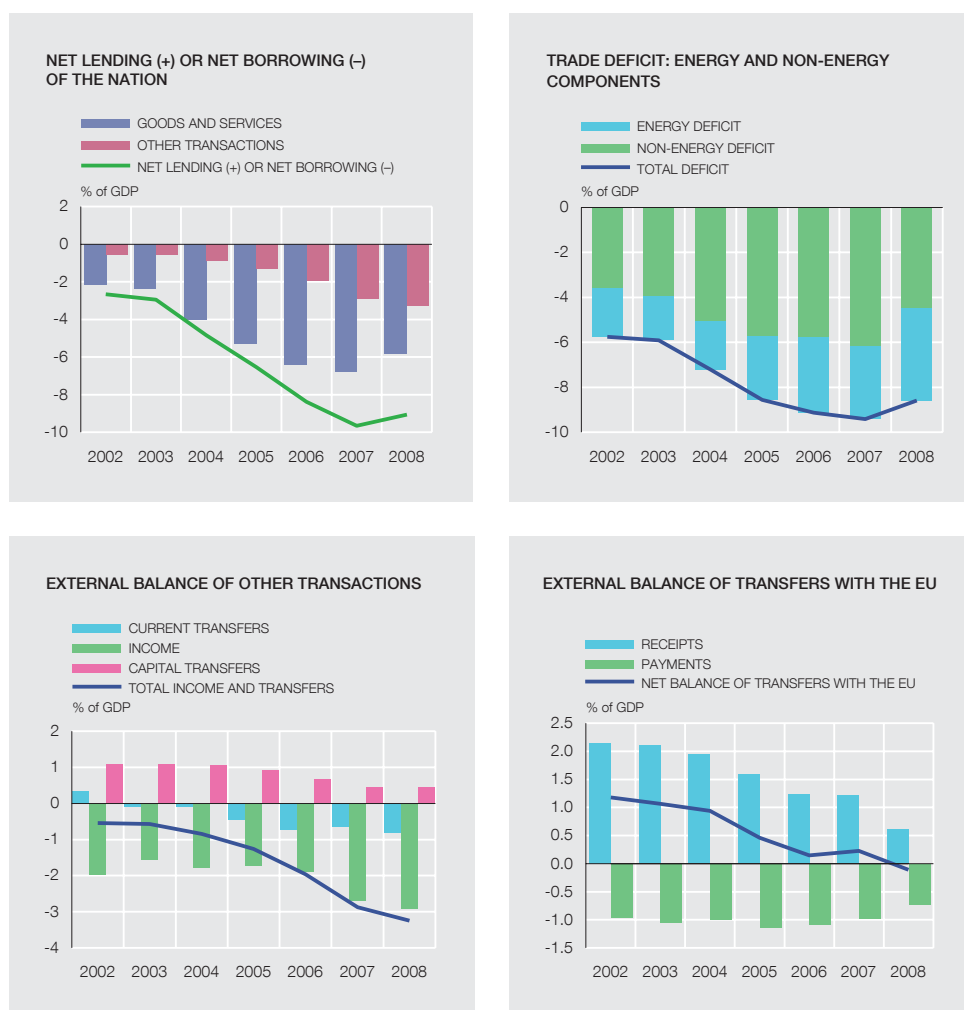 NET LENDING (+) OR NET BORROWING (–)
OF THE NATION
GOODS AND SERVICES
OTHER TRANSACTIONS
NET LENDING (+) OR NET BORROWING (–)
% of GDP
2
0
-2
-4
-6
-8
-10
2002 2003 2004 2005 2006 2007 2008
TRADE DEFICIT: ENERGY AND NON-ENERGY
COMPONENTS
ENERGY DEFICIT
NON-ENERGY DEFICIT
TOTAL DEFICIT
% of GDP
0
-2
-4
-6
-8
-10
2002 2003 2004 2005 2006 2007 2008
EXTERNAL BALANCE OF OTHER TRANSACTIONS
CURRENT TRANSFERS
INCOME
CAPITAL TRANSFERS
TOTAL INCOME AND TRANSFERS
% of GDP
2
1
0
-1
-2
-3
-4
2002 2003 2004 2005 2006 2007 2008
EXTERNAL BALANCE OF TRANSFERS WITH THE EU
RECEIPTS
PAYMENTS
NET BALANCE OF TRANSFERS WITH THE EU
% of GDP
2.5
2.0
1.5
1.0
0.5
0.0
-0.5
-1.0
-1.5
2002 2003 2004 2005 2006 2007 2008